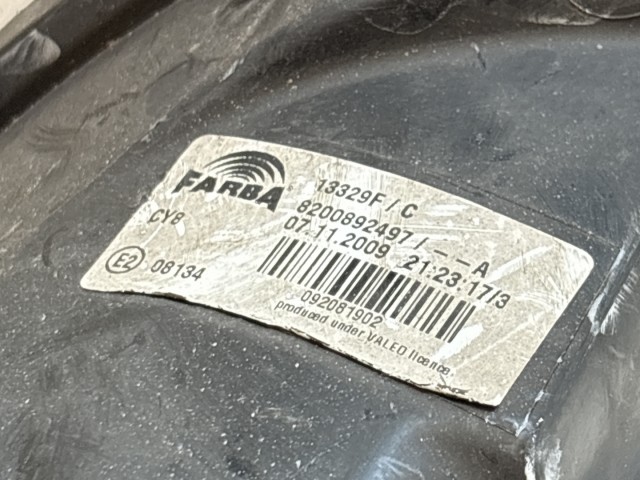 FARBA
13329F / C
8200892497 / - - A
07.11.2009 21:23:17/3
CY8
E2 08134
092081902
produced under VALEO licence.